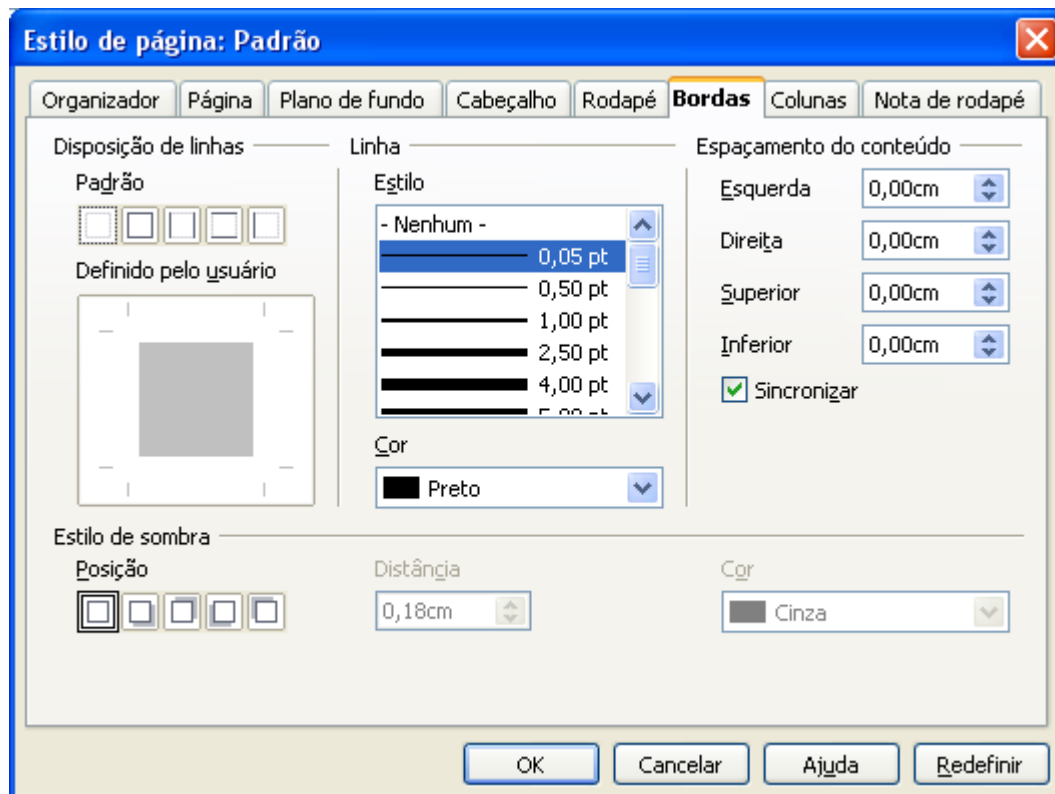 Estilo de página: Padrão
Organizador Página Plano de fundo Cabeçalho Rodapé Bordas Colunas Nota de rodapé
Disposição de linhas
Padrão
Definido pelo usuário
Linha
Estilo
- Nenhum -
0,05 pt
0,50 pt
1,00 pt
2,50 pt
4,00 pt
Cor
Preto
Espaçamento do conteúdo
Esquerda 0,00cm
Direita 0,00cm
Superior 0,00cm
Inferior 0,00cm
Sincronizar
Estilo de sombra
Posição
Distância
0,18cm
Cor
Cinza
OK Cancelar Ajuda Redefinir